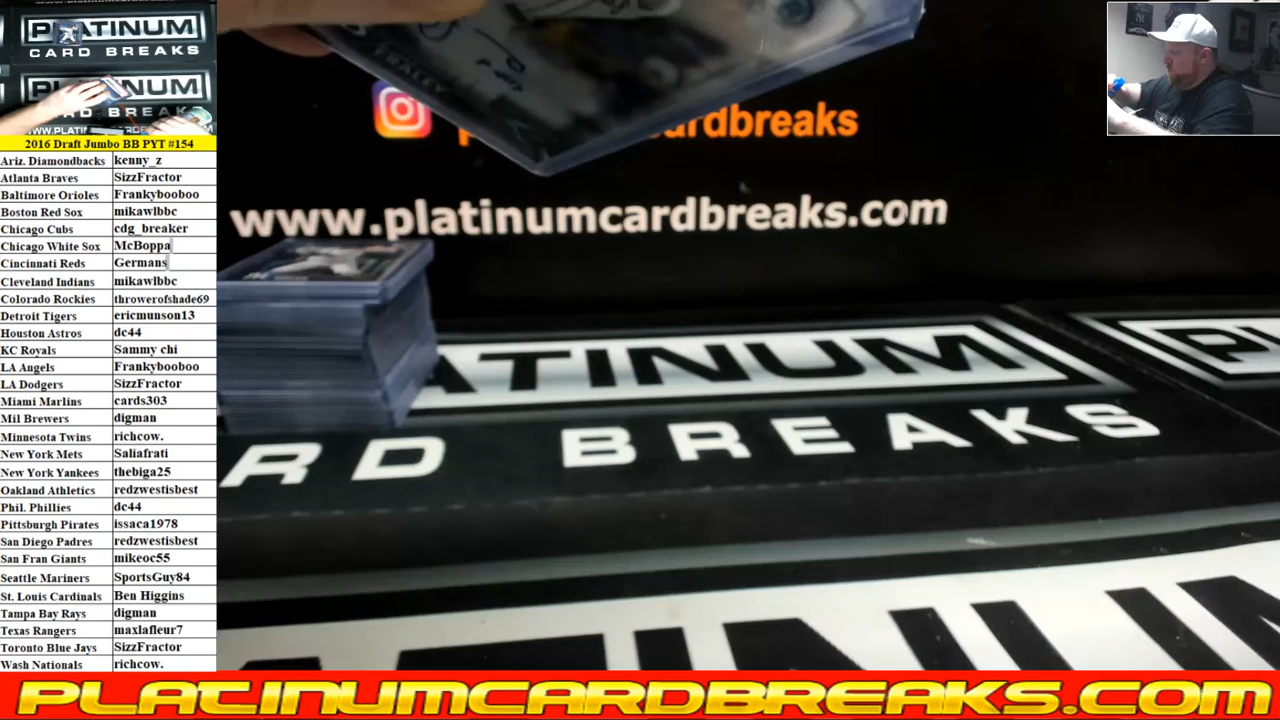 PLATINUM
CARD BREAKS
2016 Draft Jumbo BB PYT #154
Ariz. Diamondbacks kenny_z
Atlanta Braves SizzFractor
Baltimore Orioles Frankybooboo
Boston Red Sox mikawlbbc
Chicago Cubs cdg_breaker
Chicago White Sox McBoppa
Cincinnati Reds Germans
Cleveland Indians mikawlbbc
Colorado Rockies throwerofshade69
Detroit Tigers ericmunson13
Houston Astros dc44
KC Royals Sammy chi
LA Angels Frankybooboo
LA Dodgers SizzFractor
Miami Marlins cards303
Mil Brewers digman
Minnesota Twins richcow.
New York Mets Saliafrati
New York Yankees thebiga25
Oakland Athletics redzwestisbest
Phil. Phillies dc44
Pittsburgh Pirates issaca1978
San Diego Padres redzwestisbest
San Fran Giants mikeoc55
Seattle Mariners SportsGuy84
St. Louis Cardinals Ben Higgins
Tampa Bay Rays digman
Texas Rangers maxlafleur7
Toronto Blue Jays SizzFractor
Wash Nationals richcow.
cardbreaks
www.platinumcardbreaks.com
ATINUM
RD BREAKS
PLATINUMCARDBREAKS.COM